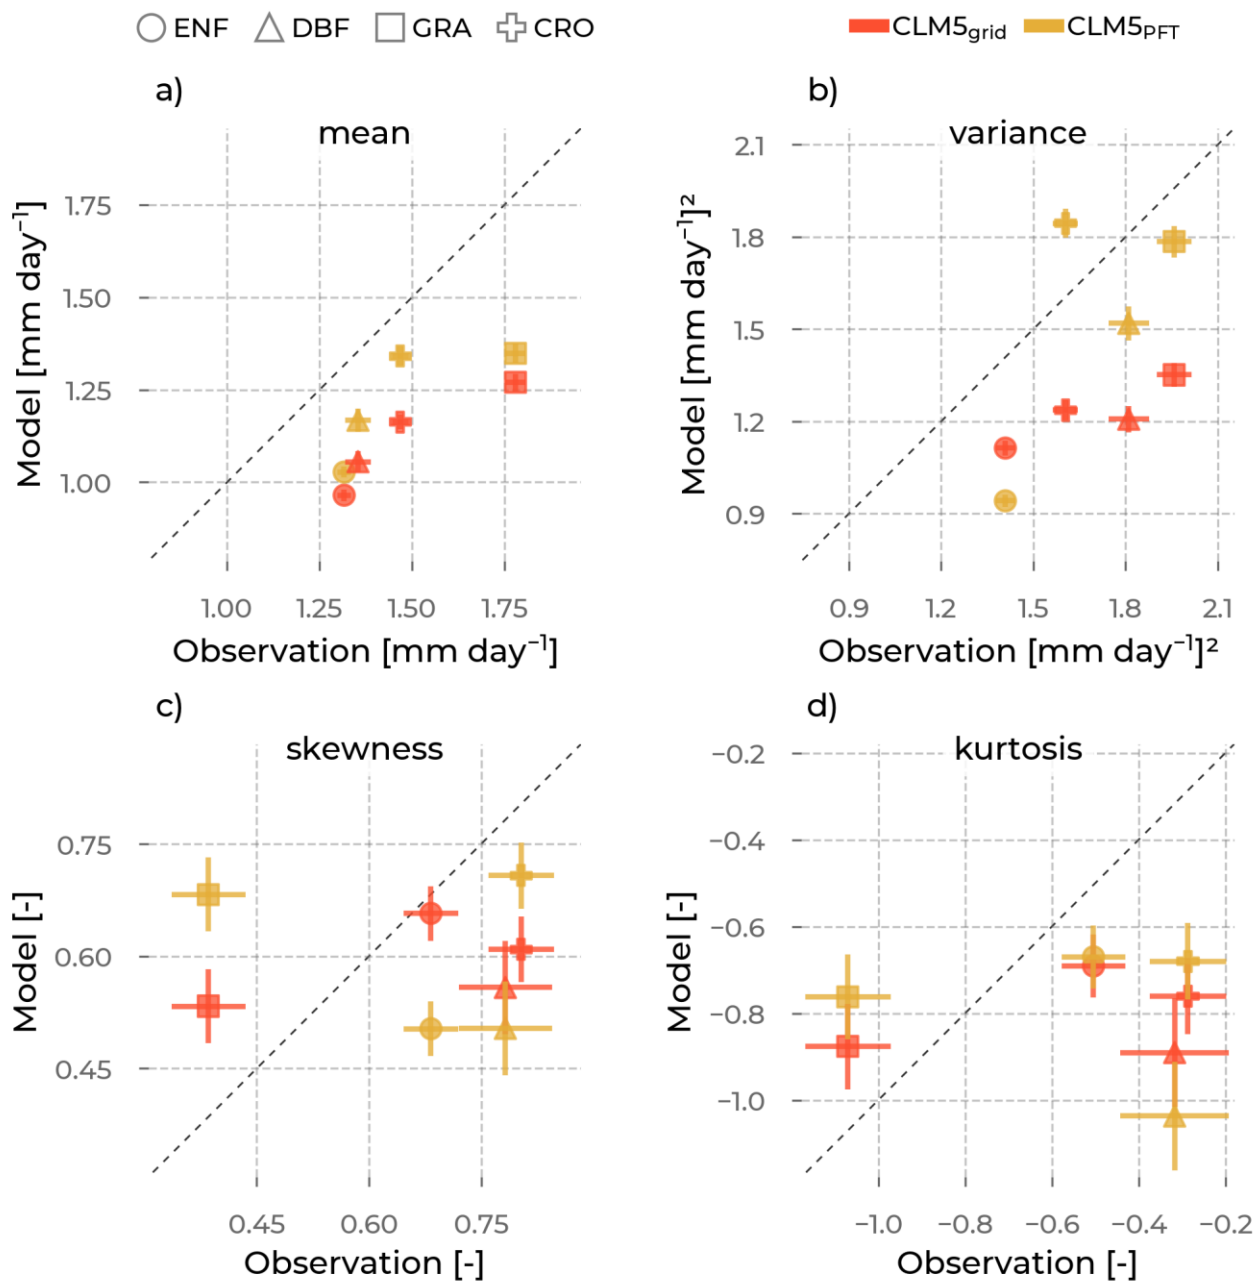 ENF DBF GRA CRO CLM5grid CLM5PFT
a)
mean
Model [mm day⁻¹]
1.75
1.50
1.25
1.00
1.00 1.25 1.50 1.75
Observation [mm day⁻¹]
b)
variance
Model [mm day⁻¹]²
2.1
1.8
1.5
1.2
0.9
0.9 1.2 1.5 1.8 2.1
Observation [mm day⁻¹]²
c)
skewness
Model [-]
0.75
0.60
0.45
0.45 0.60 0.75
Observation [-]
d)
kurtosis
Model [-]
−0.2
−0.4
−0.6
−0.8
−1.0
−1.0 −0.8 −0.6 −0.4 −0.2
Observation [-]